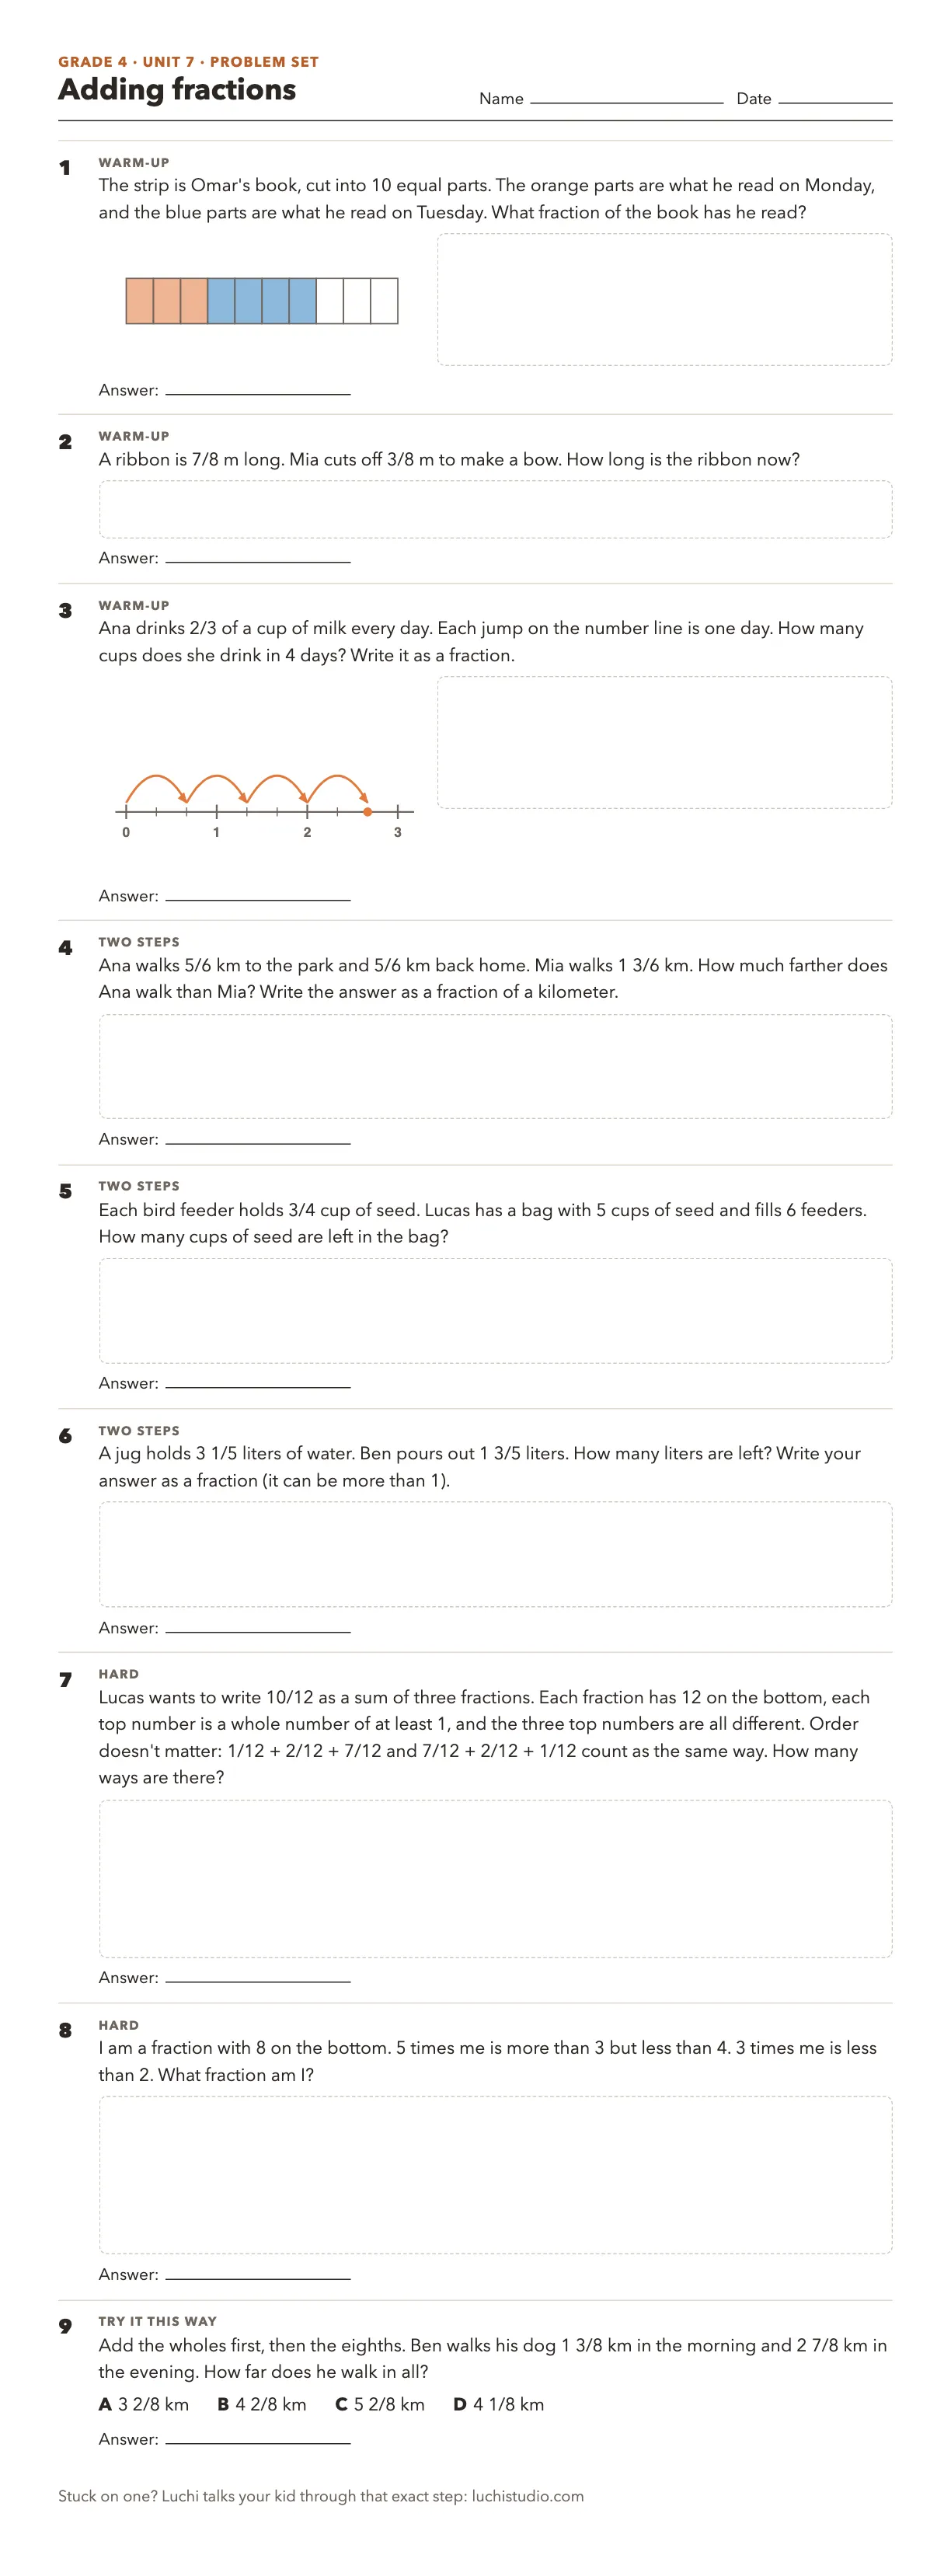 GRADE 4 · UNIT 7 · PROBLEM SET
Adding fractions
Name
Date
1
WARM-UP
The strip is Omar's book, cut into 10 equal parts. The orange parts are what he read on Monday,
and the blue parts are what he read on Tuesday. What fraction of the book has he read?
Answer:
2
WARM-UP
A ribbon is 7/8 m long. Mia cuts off 3/8 m to make a bow. How long is the ribbon now?
Answer:
3
WARM-UP
Ana drinks 2/3 of a cup of milk every day. Each jump on the number line is one day. How many
cups does she drink in 4 days? Write it as a fraction.
0 1 2 3
Answer:
4
TWO STEPS
Ana walks 5/6 km to the park and 5/6 km back home. Mia walks 1 3/6 km. How much farther does
Ana walk than Mia? Write the answer as a fraction of a kilometer.
Answer:
5
TWO STEPS
Each bird feeder holds 3/4 cup of seed. Lucas has a bag with 5 cups of seed and fills 6 feeders.
How many cups of seed are left in the bag?
Answer:
6
TWO STEPS
A jug holds 3 1/5 liters of water. Ben pours out 1 3/5 liters. How many liters are left? Write your
answer as a fraction (it can be more than 1).
Answer:
7
HARD
Lucas wants to write 10/12 as a sum of three fractions. Each fraction has 12 on the bottom, each
top number is a whole number of at least 1, and the three top numbers are all different. Order
doesn't matter: 1/12 + 2/12 + 7/12 and 7/12 + 2/12 + 1/12 count as the same way. How many
ways are there?
Answer:
8
HARD
I am a fraction with 8 on the bottom. 5 times me is more than 3 but less than 4. 3 times me is less
than 2. What fraction am I?
Answer:
9
TRY IT THIS WAY
Add the wholes first, then the eighths. Ben walks his dog 1 3/8 km in the morning and 2 7/8 km in
the evening. How far does he walk in all?
A 3 2/8 km B 4 2/8 km C 5 2/8 km D 4 1/8 km
Answer:
Stuck on one? Luchi talks your kid through that exact step: luchistudio.com